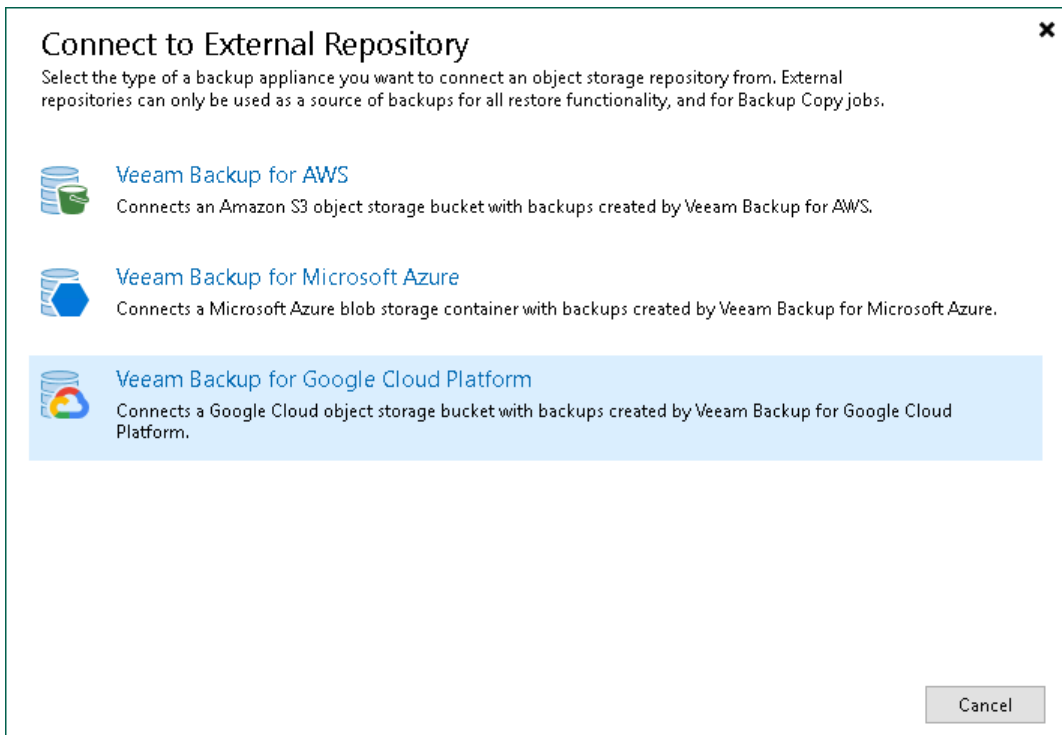 Connect to External Repository
Select the type of a backup appliance you want to connect an object storage repository from. External
repositories can only be used as a source of backups for all restore functionality, and for Backup Copy jobs.
Veeam Backup for AWS
Connects an Amazon S3 object storage bucket with backups created by Veeam Backup for AWS.
Veeam Backup for Microsoft Azure
Connects a Microsoft Azure blob storage container with backups created by Veeam Backup for Microsoft Azure.
Veeam Backup for Google Cloud Platform
Connects a Google Cloud object storage bucket with backups created by Veeam Backup for Google Cloud
Platform.
Cancel